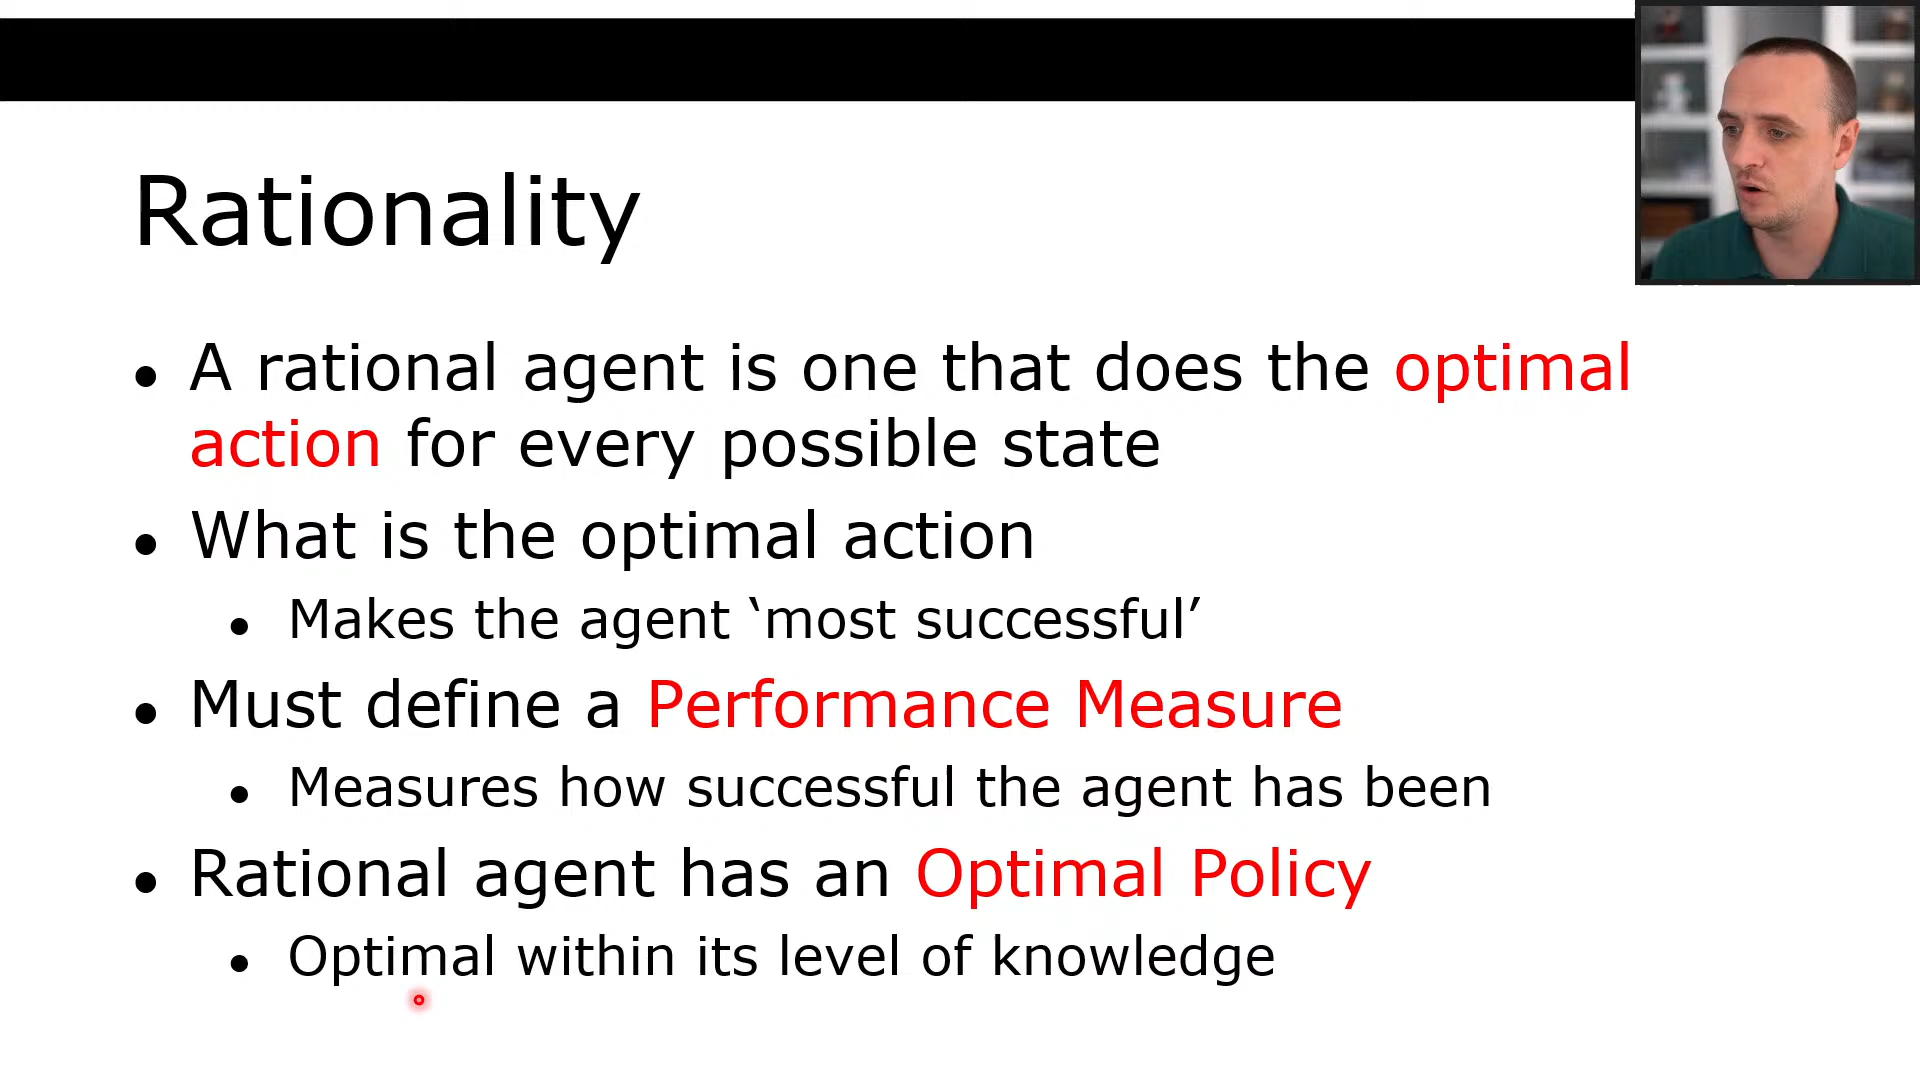 Rationality
• A rational agent is one that does the optimal
action for every possible state
• What is the optimal action
• Makes the agent ‘most successful’
• Must define a Performance Measure
• Measures how successful the agent has been
• Rational agent has an Optimal Policy
• Optimal within its level of knowledge